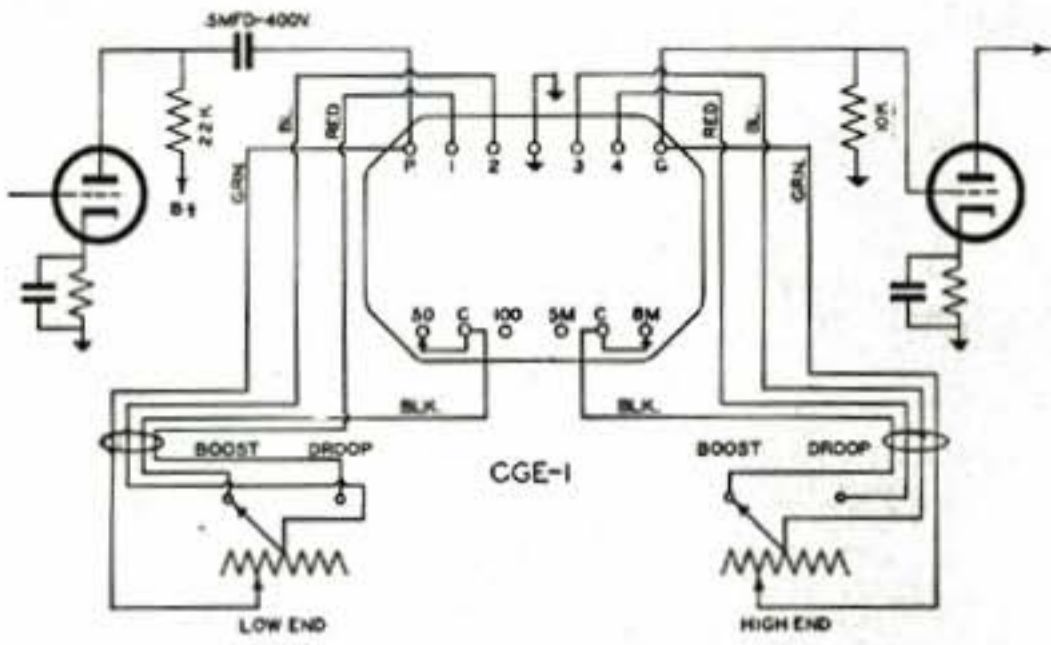 .5MFD-400V.
22K.
B+
GRN.
BL.
RED
RED
BL.
GRN.
10K
P 1 2 3 4 G
50 C 100 5M C 8M
BLK. BLK.
BOOST DROOP
BOOST DROOP
CGE-1
LOW END
HIGH END